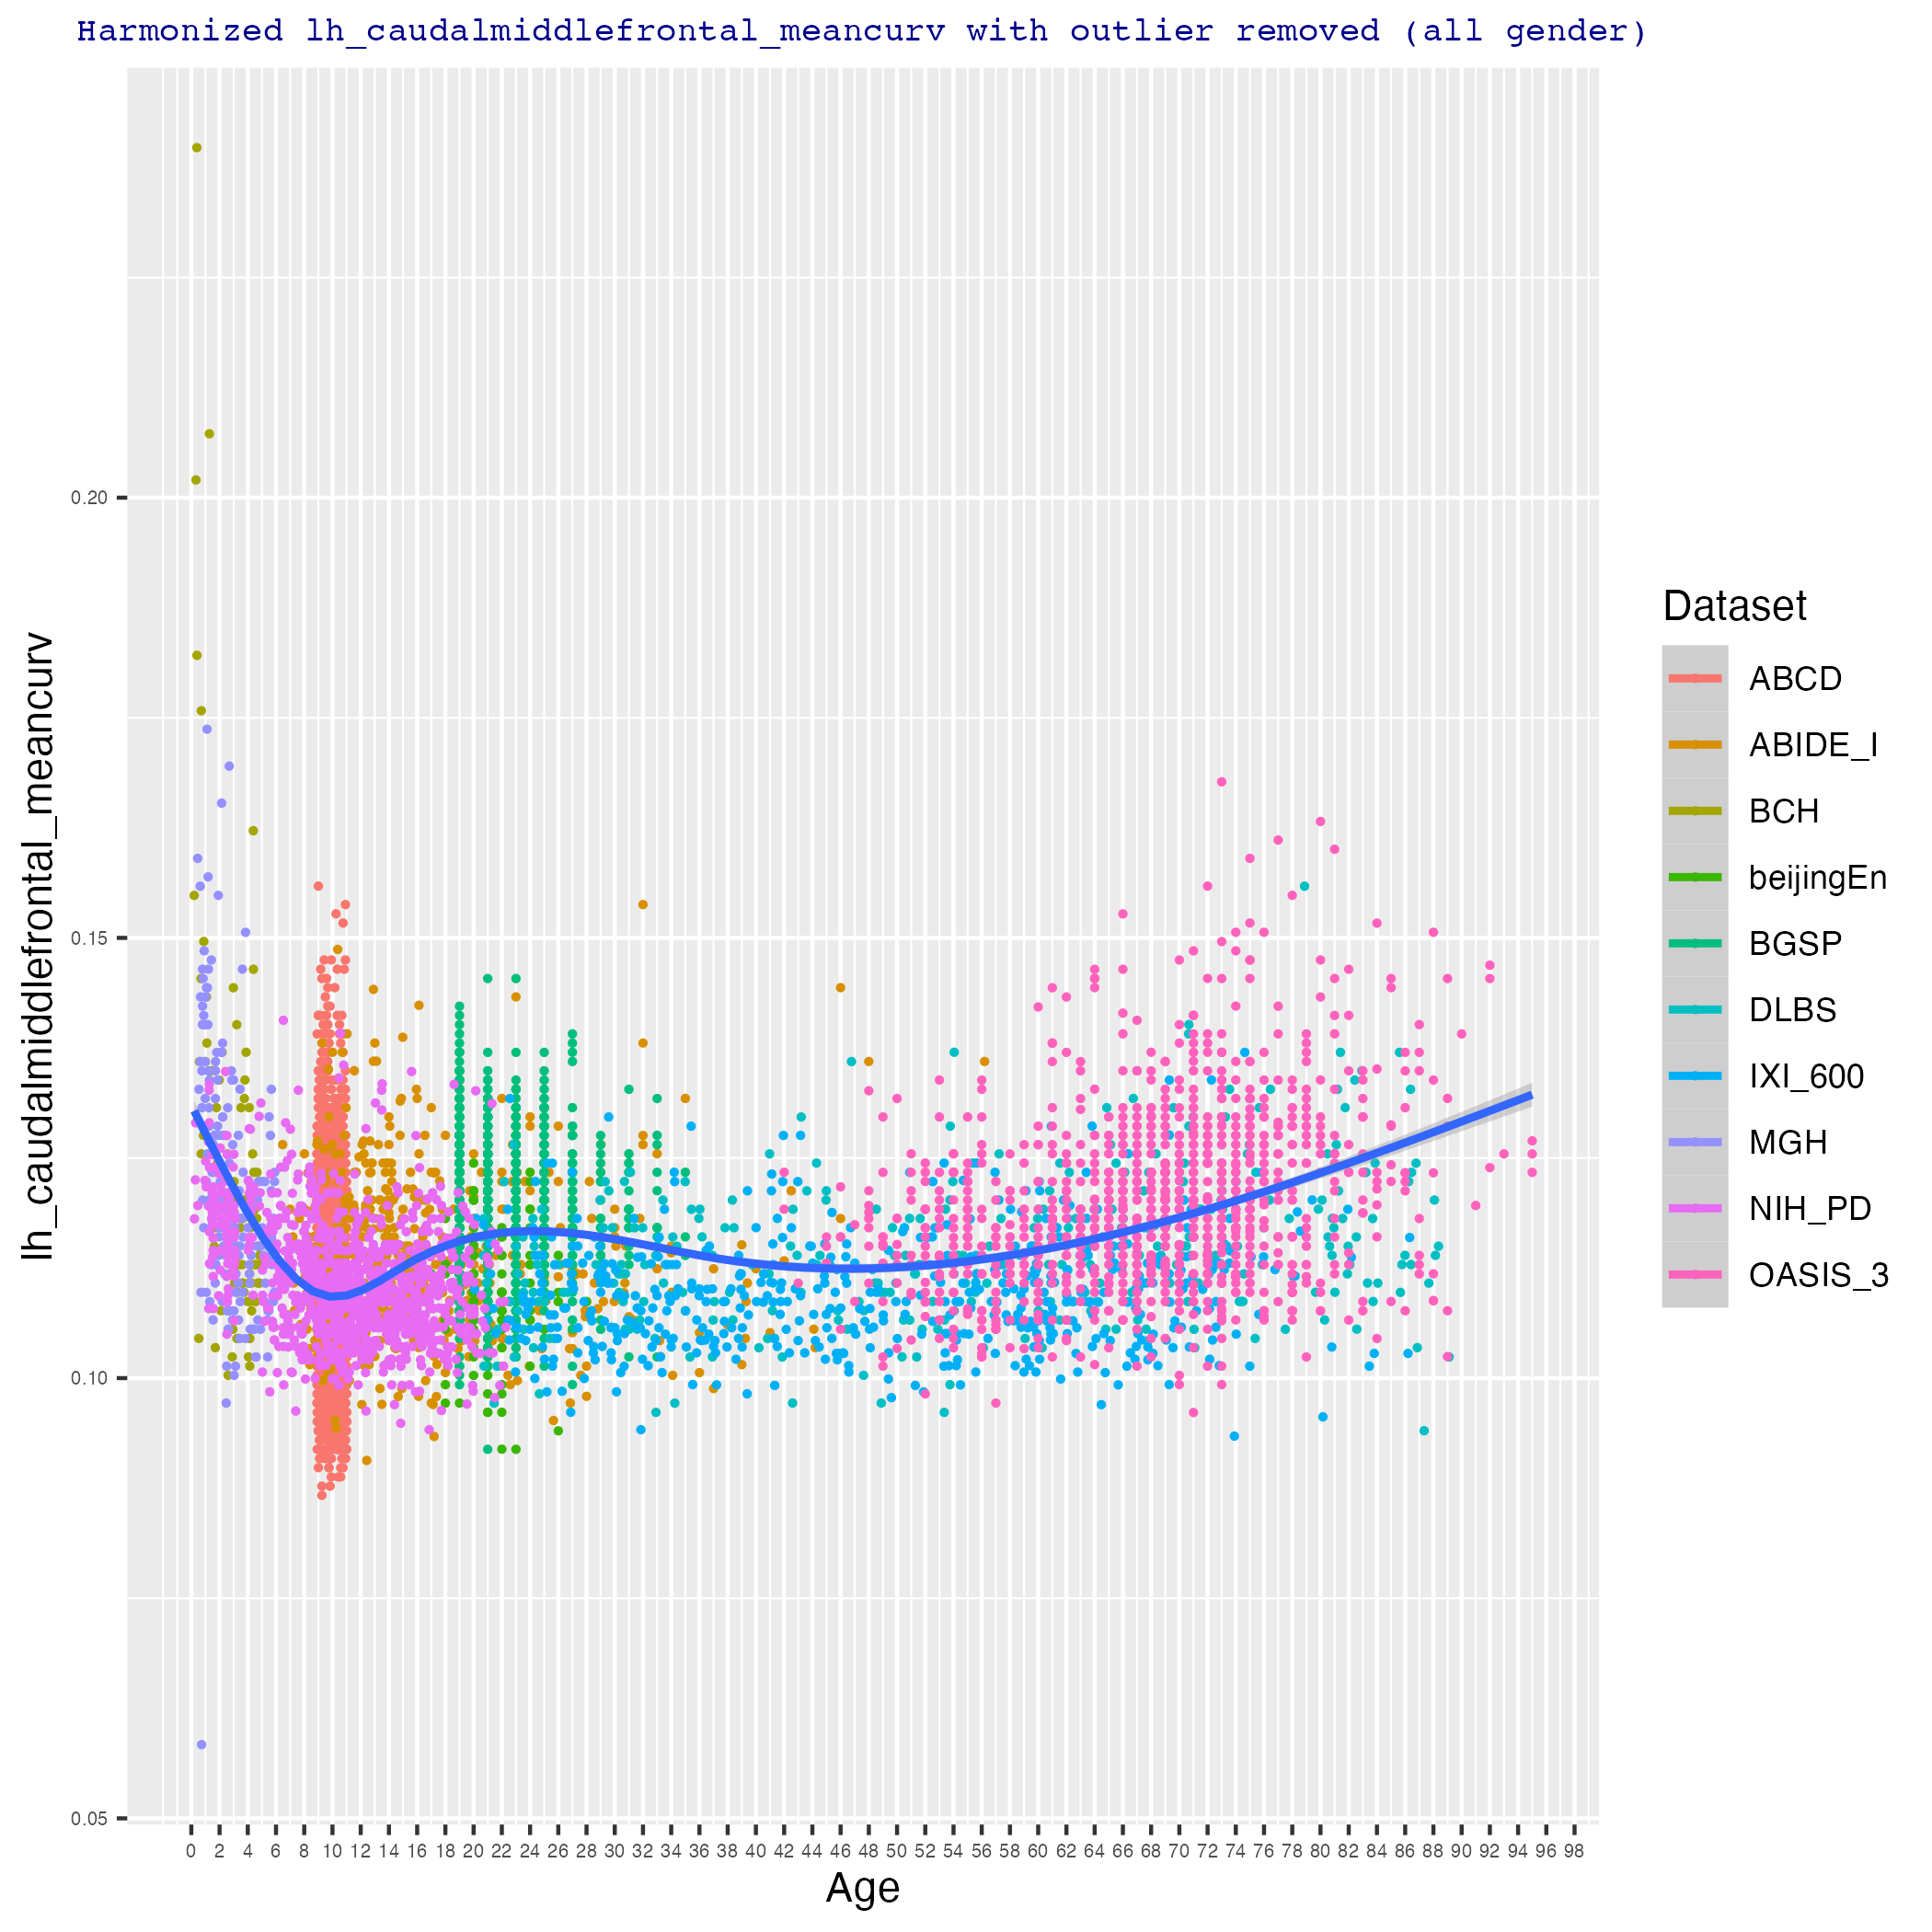 Harmonized lh_caudalmiddlefrontal_meancurv with outlier removed (all gender)
lh_caudalmiddlefrontal_meancurv
0.20
0.15
0.10
0.05
0 2 4 6 8 10 12 14 16 18 20 22 24 26 28 30 32 34 36 38 40 42 44 46 48 50 52 54 56 58 60 62 64 66 68 70 72 74 76 78 80 82 84 86 88 90 92 94 96 98
Age
Dataset
ABCD
ABIDE_I
BCH
beijingEn
BGSP
DLBS
IXI_600
MGH
NIH_PD
OASIS_3